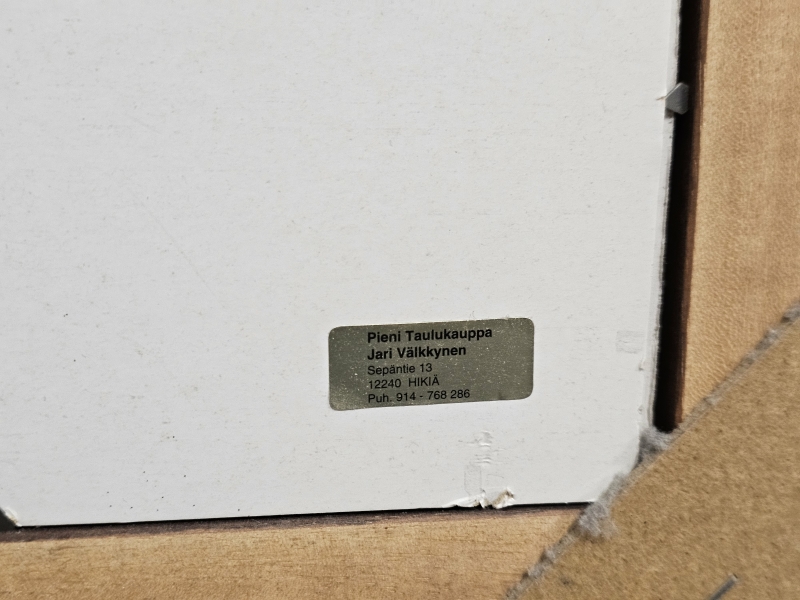 Pieni Taulukauppa
Jari Välkkynen
Sepäntie 13
12240 HIKIÄ
Puh. 914 - 768 286